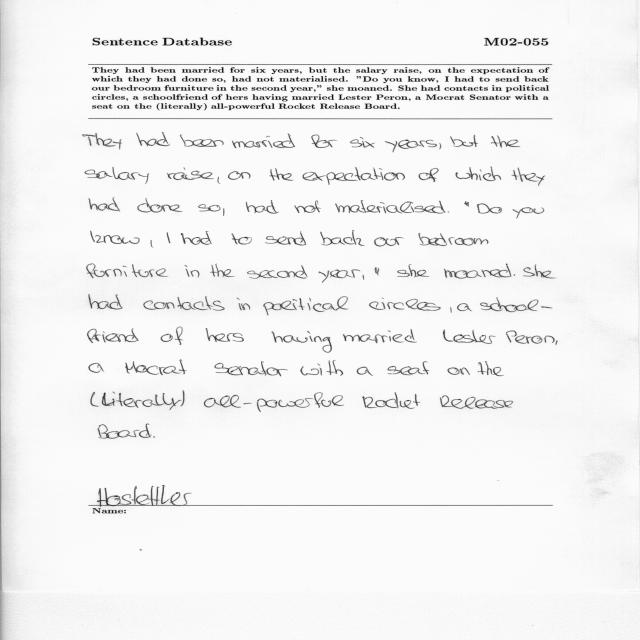 Sentence Database M02-055
They had been married for six years, but the salary raise, on the expectation of
which they had done so, had not materialised. "Do you know, I had to send back
our bedroom furniture in the second year," she moaned. She had contacts in political
circles, a schoolfriend of hers having married Lester Peron, a Mocrat Senator with a
seat on the (literally) all-powerful Rocket Release Board.
They had been married for six years, but the
salary raise, on the expectation of which they
had done so, had not materialised. "Do you
know, I had to send back our bedroom
furniture in the second year," she moaned. She
had contacts in political circles, a school-
friend of hers having married Lester Peron,
a Mocrat Senator with a seat on the
(Literally) all-powerful Rocket Release
Board.
Hostettler
Name: